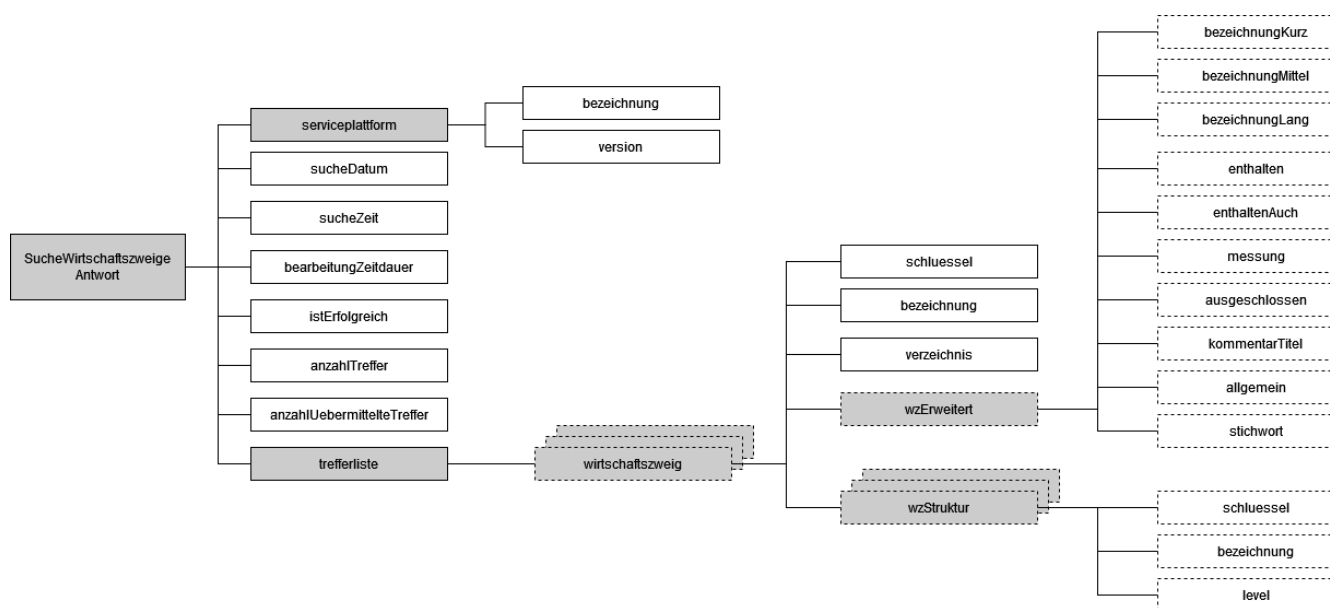 SucheWirtschaftszweige
Antwort
serviceplattform
sucheDatum
sucheZeit
bearbeitungZeitdauer
istErfolgreich
anzahlTreffer
anzahlUebermittelteTreffer
trefferliste
bezeichnung
version
wirtschaftszweig
schluessel
bezeichnung
verzeichnis
wzErweitert
wzStruktur
bezeichnungKurz
bezeichnungMittel
bezeichnungLang
enthalten
enthaltenAuch
messung
ausgeschlossen
kommentarTitel
allgemein
stichwort
schluessel
bezeichnung
level